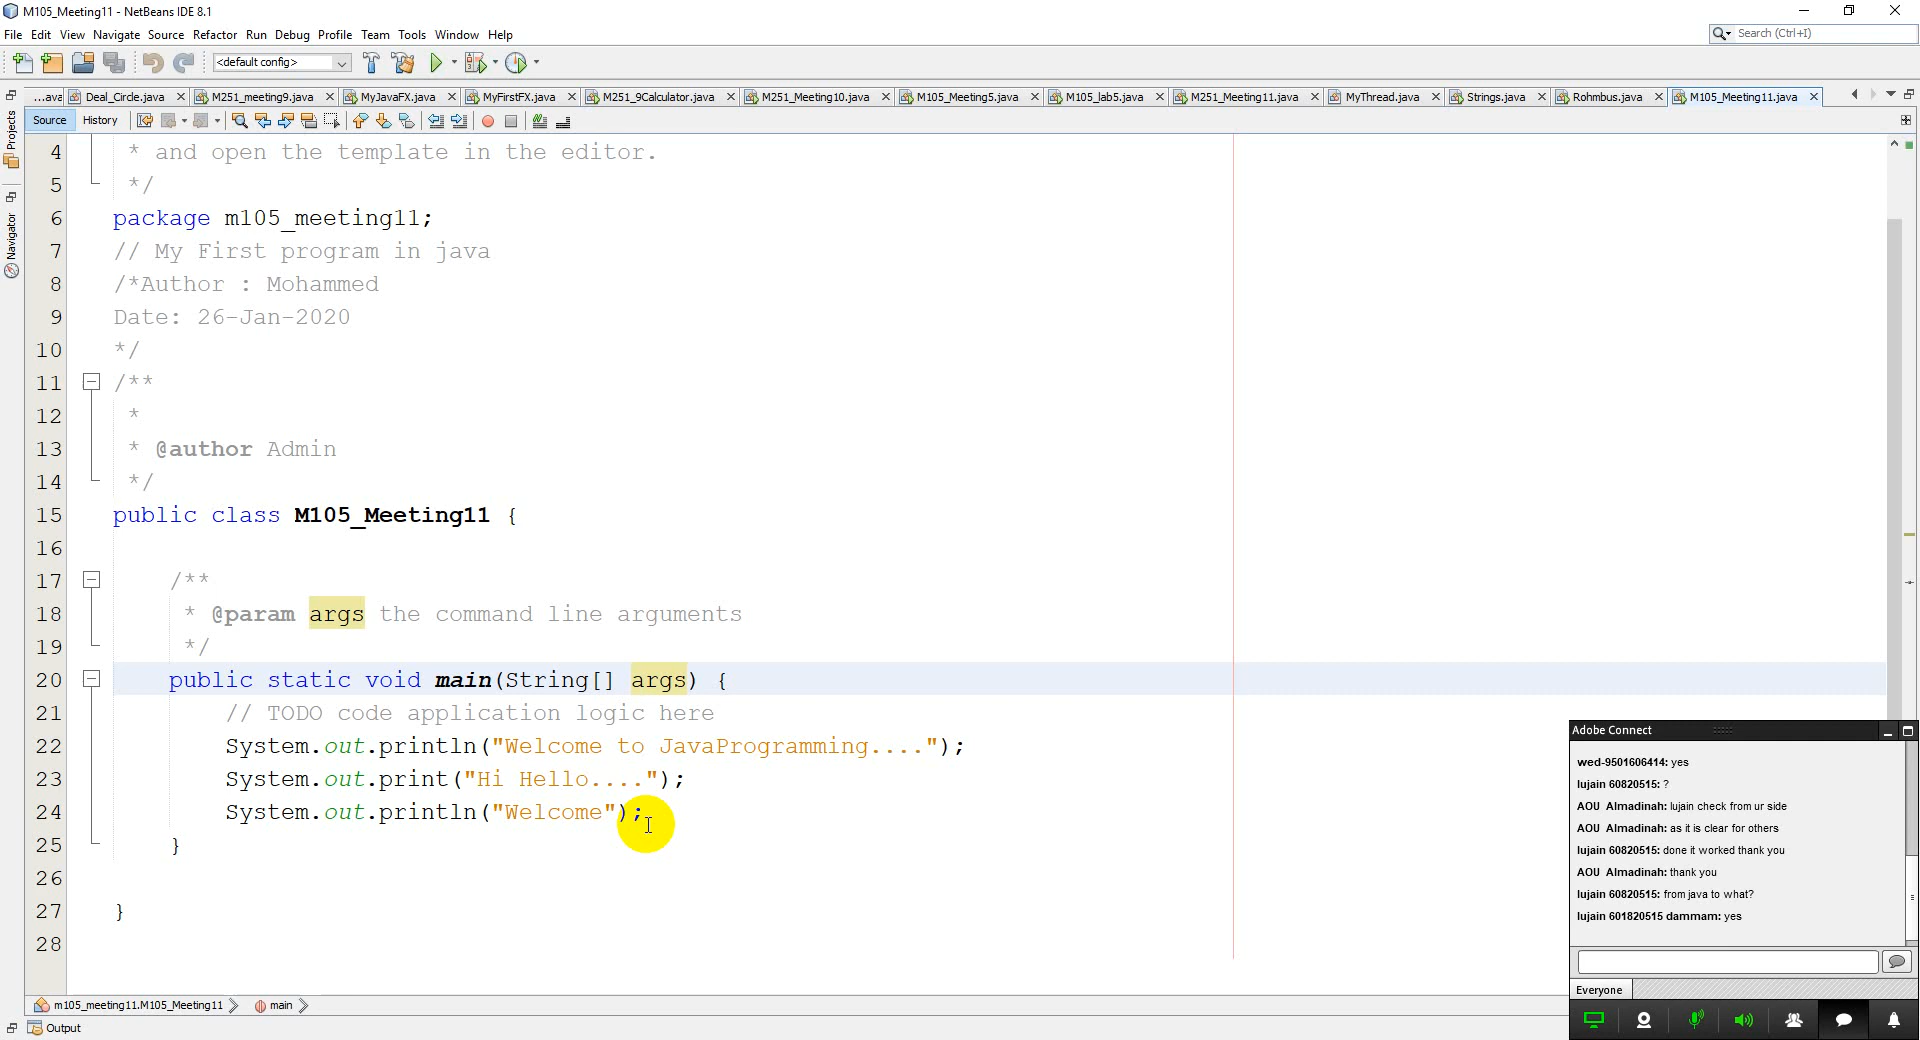 M105_Meeting11 - NetBeans IDE 8.1
File Edit View Navigate Source Refactor Run Debug Profile Team Tools Window Help
Search (Ctrl+I)
<default config>
...ava Deal_Circle.java M251_meeting9.java MyJavaFX.java MyFirstFX.java M251_9Calculator.java M251_Meeting10.java M105_Meeting5.java M105_lab5.java M251_Meeting11.java MyThread.java Strings.java Rohmbus.java M105_Meeting11.java
Source History
Projects
Navigator
4 * and open the template in the editor.
5 */
6 package m105_meeting11;
7 // My First program in java
8 /*Author : Mohammed
9 Date: 26-Jan-2020
10 */
11 /**
12 *
13 * @author Admin
14 */
15 public class M105_Meeting11 {
16
17 /**
18 * @param args the command line arguments
19 */
20 public static void main(String[] args) {
21 // TODO code application logic here
22 System.out.println("Welcome to JavaProgramming....");
23 System.out.print("Hi Hello....");
24 System.out.println("Welcome");
25 }
26
27 }
28
m105_meeting11.M105_Meeting11 main
Output
Adobe Connect
wed-9501606414: yes
lujain 60820515: ?
AOU Almadinah: lujain check from ur side
AOU Almadinah: as it is clear for others
lujain 60820515: done it worked thank you
AOU Almadinah: thank you
lujain 60820515: from java to what?
lujain 601820515 dammam: yes
Everyone